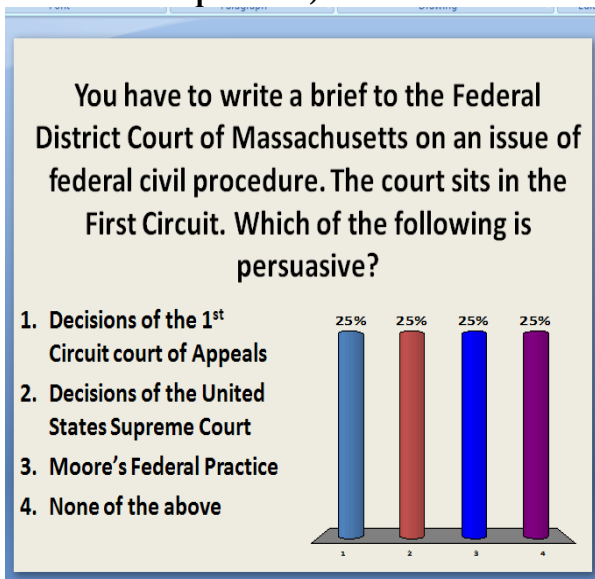 Font Paragraph Drawing
You have to write a brief to the Federal
District Court of Massachusetts on an issue of
federal civil procedure. The court sits in the
First Circuit. Which of the following is
persuasive?
1. Decisions of the 1st
Circuit court of Appeals
2. Decisions of the United
States Supreme Court
3. Moore's Federal Practice
4. None of the above
25% 25% 25% 25%
1 2 3 4